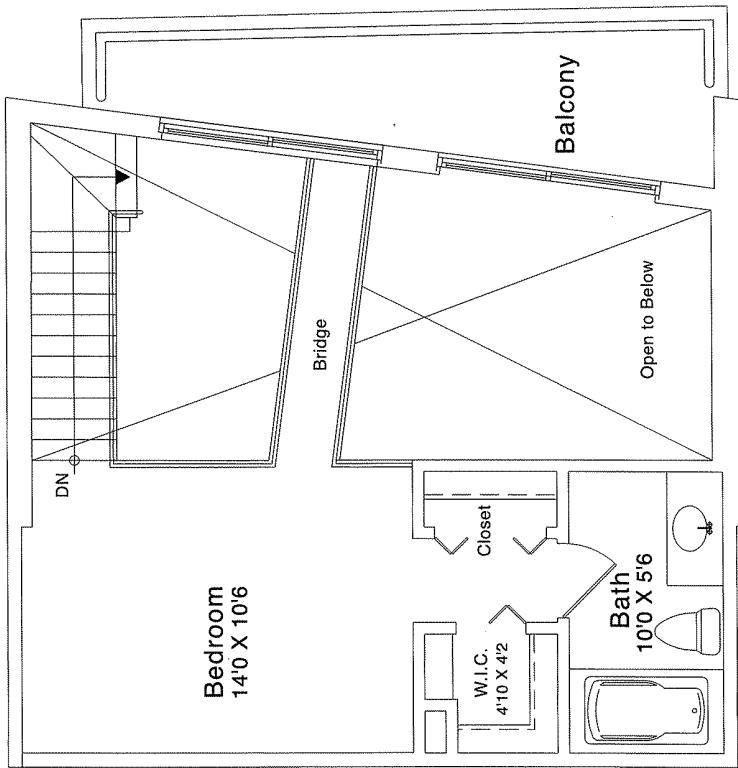 Balcony
Bridge
Open to Below
DN
Closet
Bedroom
14'0 X 10'6
W.I.C.
4'10 X 4'2
Bath
10'0 X 5'6